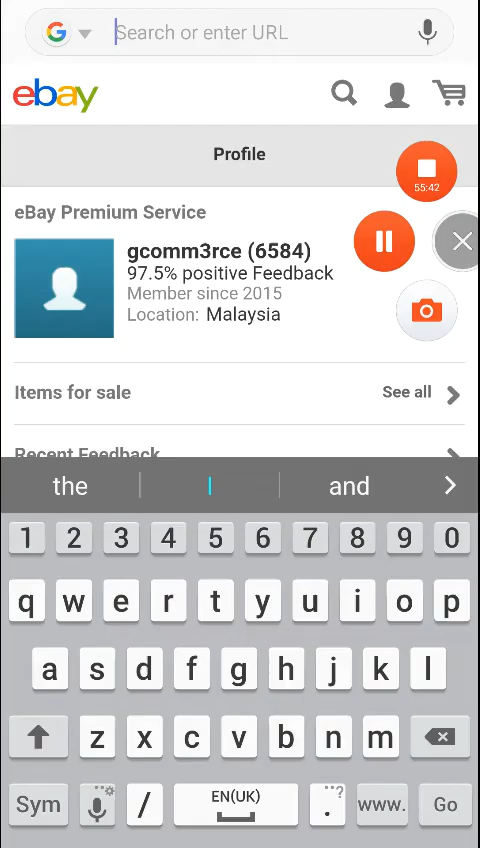 Search or enter URL
ebay
Profile
55:42
eBay Premium Service
gcomm3rce (6584)
97.5% positive Feedback
Member since 2015
Location: Malaysia
Items for sale See all
Recent Feedback
the I and
1 2 3 4 5 6 7 8 9 0
q w e r t y u i o p
a s d f g h j k l
z x c v b n m
Sym / EN(UK) . ...? www. Go